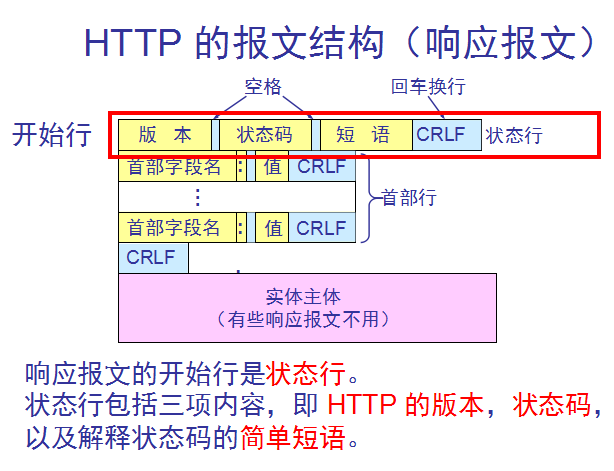 HTTP 的报文结构（响应报文）
空格 回车换行
开始行 版 本 状态码 短 语 CRLF 状态行
首部字段名 : 值 CRLF
⋮ 首部行
首部字段名 : 值 CRLF
CRLF
实体主体
（有些响应报文不用）
响应报文的开始行是状态行。
状态行包括三项内容，即 HTTP 的版本，状态码，
以及解释状态码的简单短语。